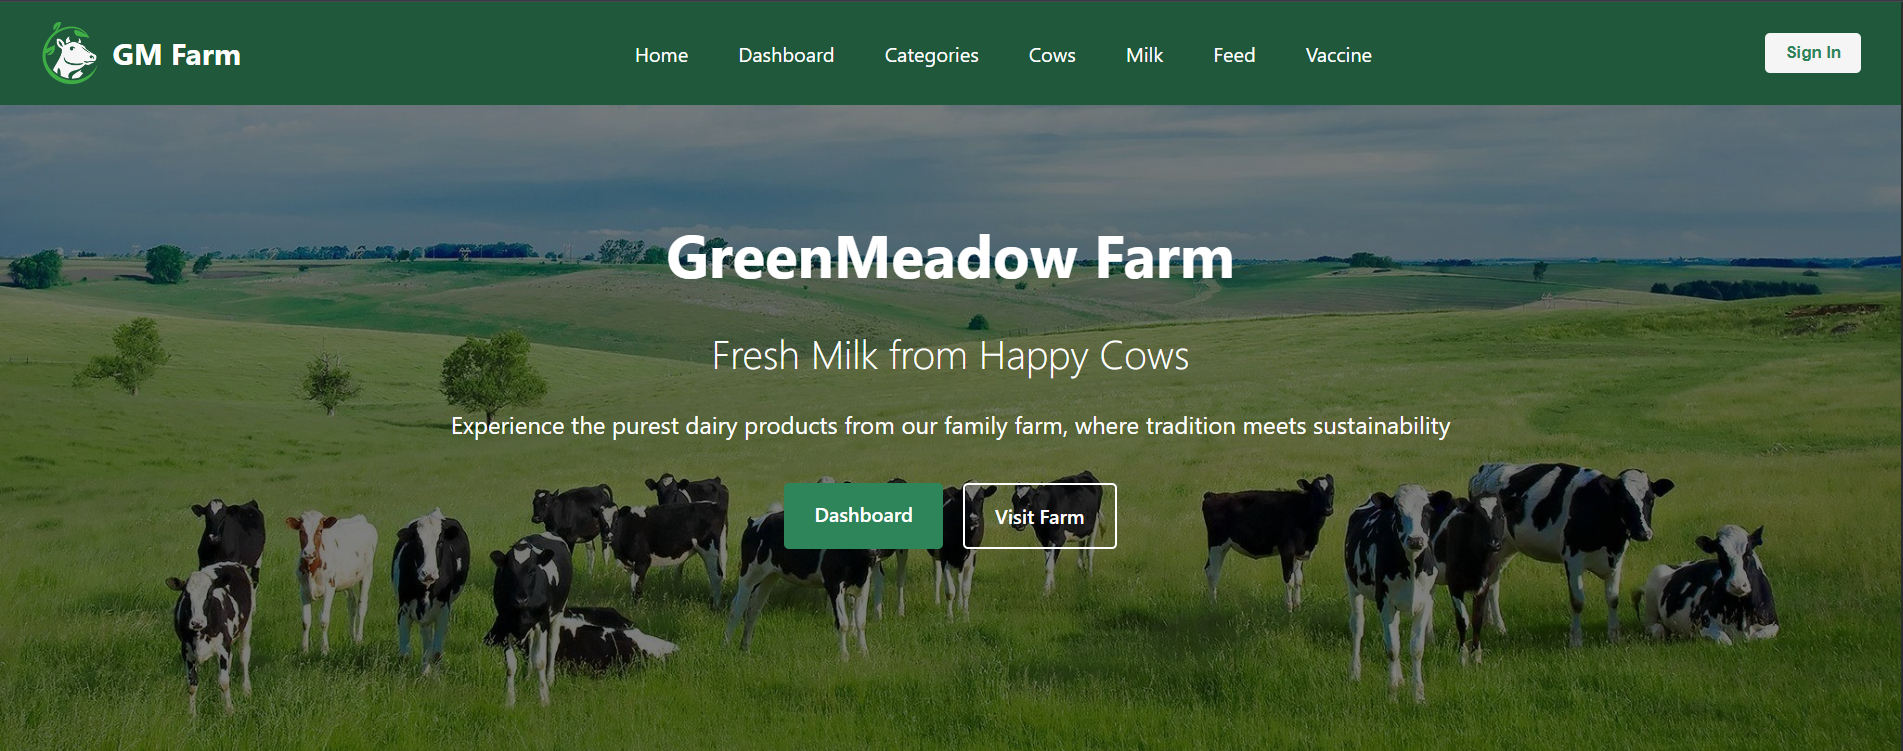 GM Farm
Home Dashboard Categories Cows Milk Feed Vaccine
Sign In
GreenMeadow Farm
Fresh Milk from Happy Cows
Experience the purest dairy products from our family farm, where tradition meets sustainability
Dashboard Visit Farm